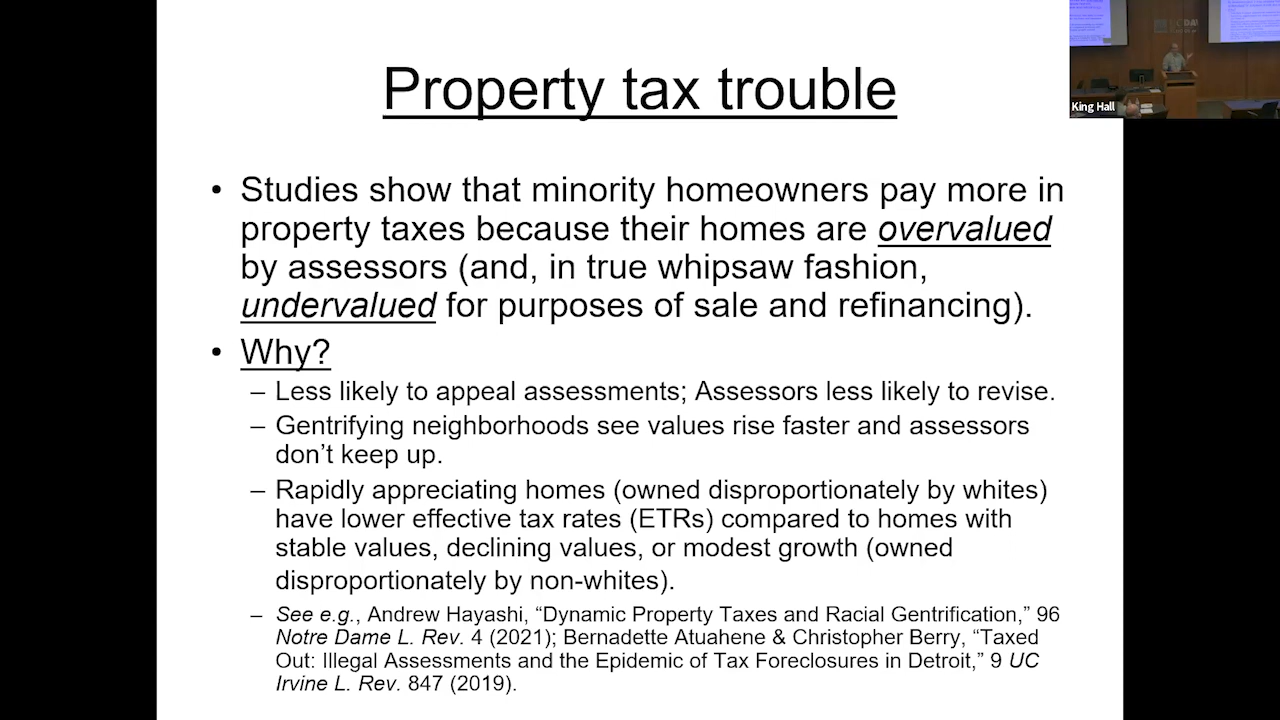 Property tax trouble
King Hall
• Studies show that minority homeowners pay more in
property taxes because their homes are overvalued
by assessors (and, in true whipsaw fashion,
undervalued for purposes of sale and refinancing).
• Why?
– Less likely to appeal assessments; Assessors less likely to revise.
– Gentrifying neighborhoods see values rise faster and assessors
don’t keep up.
– Rapidly appreciating homes (owned disproportionately by whites)
have lower effective tax rates (ETRs) compared to homes with
stable values, declining values, or modest growth (owned
disproportionately by non-whites).
– See e.g., Andrew Hayashi, “Dynamic Property Taxes and Racial Gentrification,” 96
Notre Dame L. Rev. 4 (2021); Bernadette Atuahene & Christopher Berry, “Taxed
Out: Illegal Assessments and the Epidemic of Tax Foreclosures in Detroit,” 9 UC
Irvine L. Rev. 847 (2019).